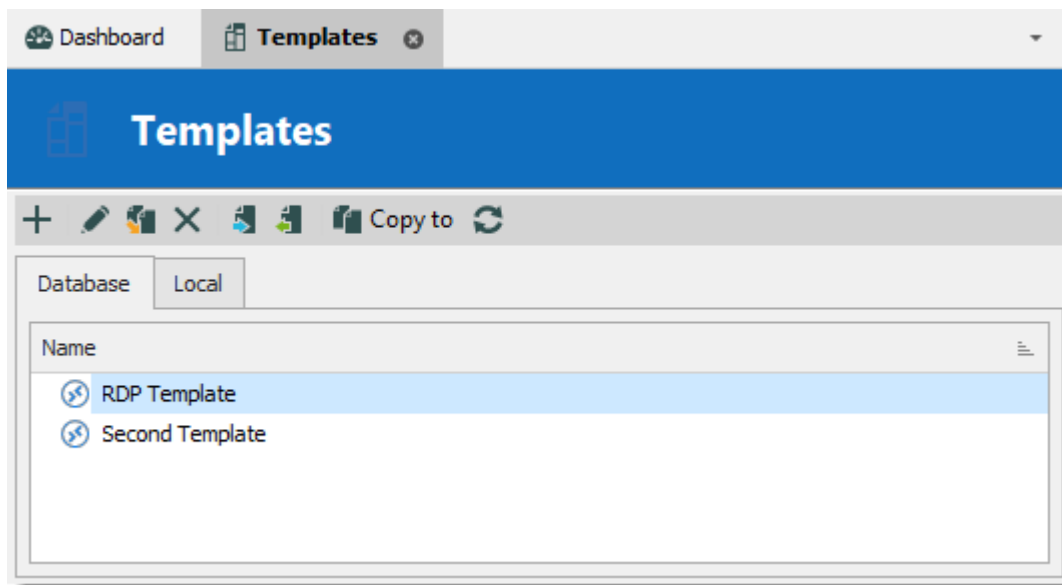 Dashboard Templates
Templates
Copy to
Database Local
Name
RDP Template
Second Template